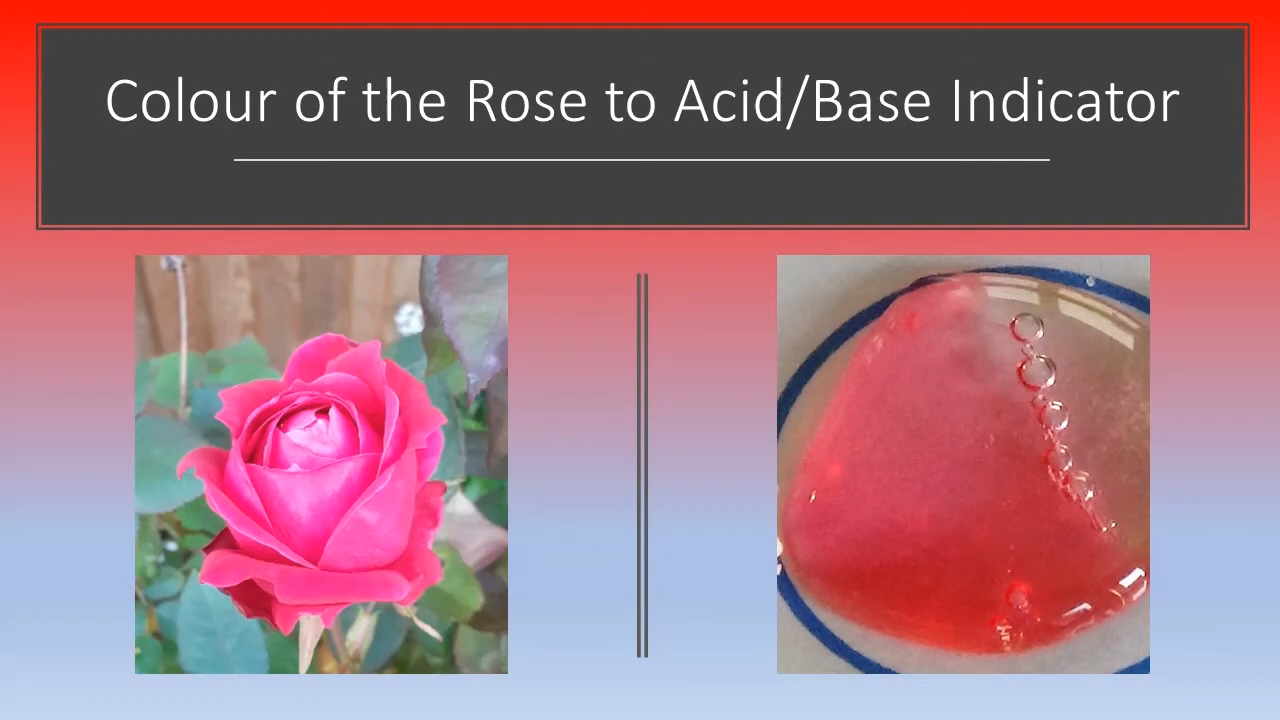 Colour of the Rose to Acid/Base Indicator